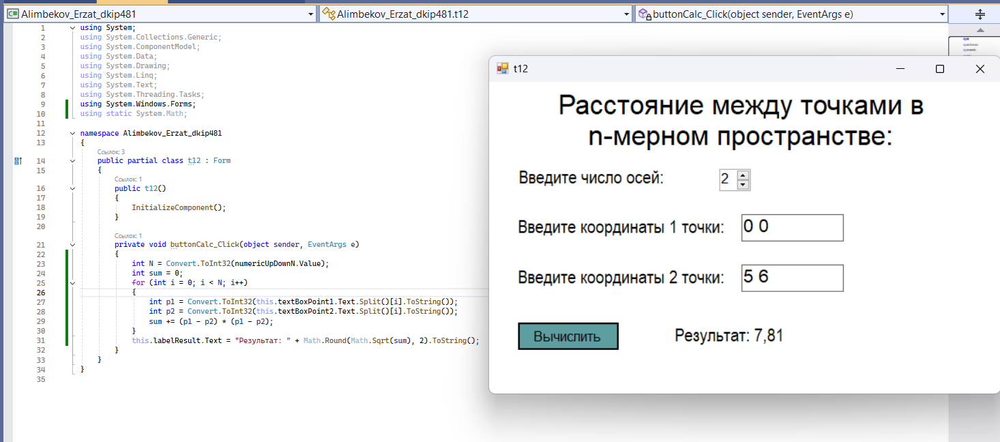 Alimbekov_Erzat_dkip481 Alimbekov_Erzat_dkip481.t12 buttonCalc_Click(object sender, EventArgs e)
1 using System;
2 using System.Collections.Generic;
3 using System.ComponentModel;
4 using System.Data;
5 using System.Drawing;
6 using System.Linq;
7 using System.Text;
8 using System.Threading.Tasks;
9 using System.Windows.Forms;
10 using static System.Math;
11
12 namespace Alimbekov_Erzat_dkip481
13 {
Ссылок: 3
14 public partial class t12 : Form
15 {
Ссылок: 1
16 public t12()
17 {
18 InitializeComponent();
19 }
20
Ссылок: 1
21 private void buttonCalc_Click(object sender, EventArgs e)
22 {
23 int N = Convert.ToInt32(numericUpDownN.Value);
24 int sum = 0;
25 for (int i = 0; i < N; i++)
26 {
27 int p1 = Convert.ToInt32(this.textBoxPoint1.Text.Split()[i].ToString());
28 int p2 = Convert.ToInt32(this.textBoxPoint2.Text.Split()[i].ToString());
29 sum += (p1 - p2) * (p1 - p2);
30 }
31 this.labelResult.Text = "Результат: " + Math.Round(Math.Sqrt(sum), 2).ToString();
32 }
33 }
34 }
35
t12
Расстояние между точками в
n-мерном пространстве:
Введите число осей: 2
Введите координаты 1 точки: 0 0
Введите координаты 2 точки: 5 6
Вычислить Результат: 7,81